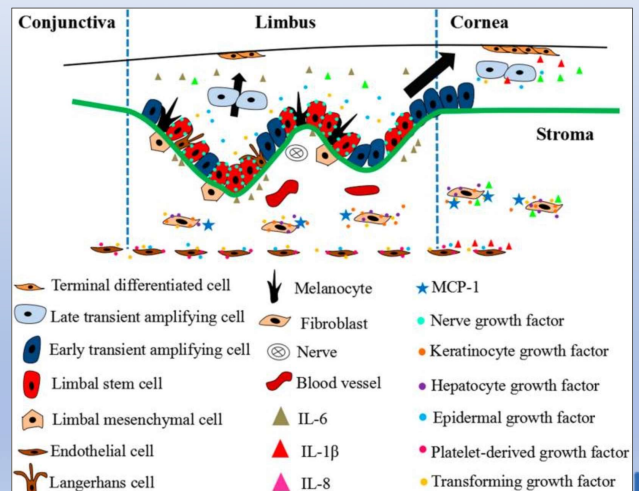 Conjunctiva
Limbus
Cornea
Stroma
Terminal differentiated cell
Late transient amplifying cell
Early transient amplifying cell
Limbal stem cell
Limbal mesenchymal cell
Endothelial cell
Langerhans cell
Melanocyte
Fibroblast
Nerve
Blood vessel
IL-6
IL-1β
IL-8
MCP-1
Nerve growth factor
Keratinocyte growth factor
Hepatocyte growth factor
Epidermal growth factor
Platelet-derived growth factor
Transforming growth factor